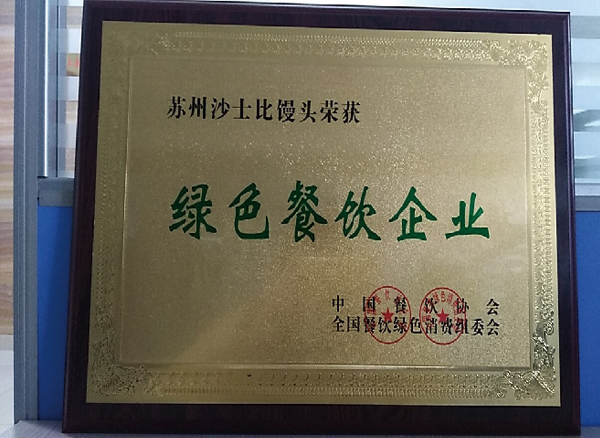 苏州沙士比馒头荣获
绿色餐饮企业
中国餐饮协会
全国餐饮绿色消费组委会